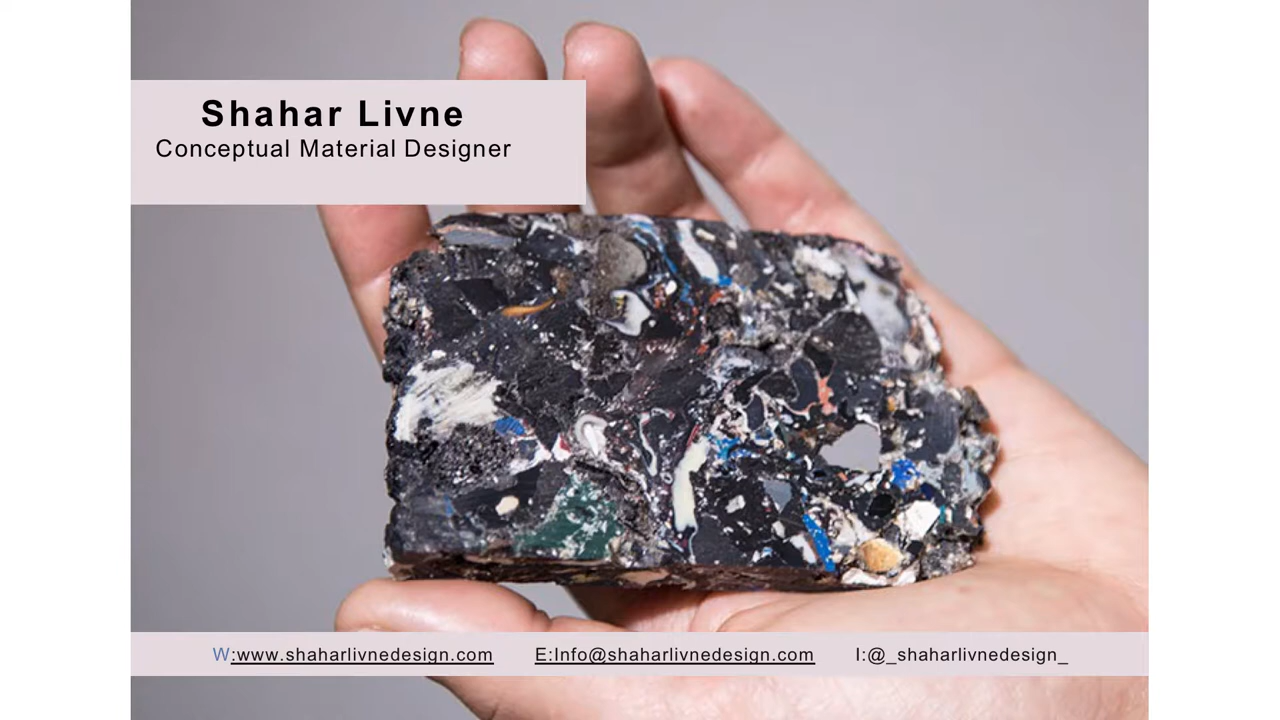 Shahar Livne
Conceptual Material Designer
W:www.shaharlivnedesign.com E:Info@shaharlivnedesign.com I:@_shaharlivnedesign_